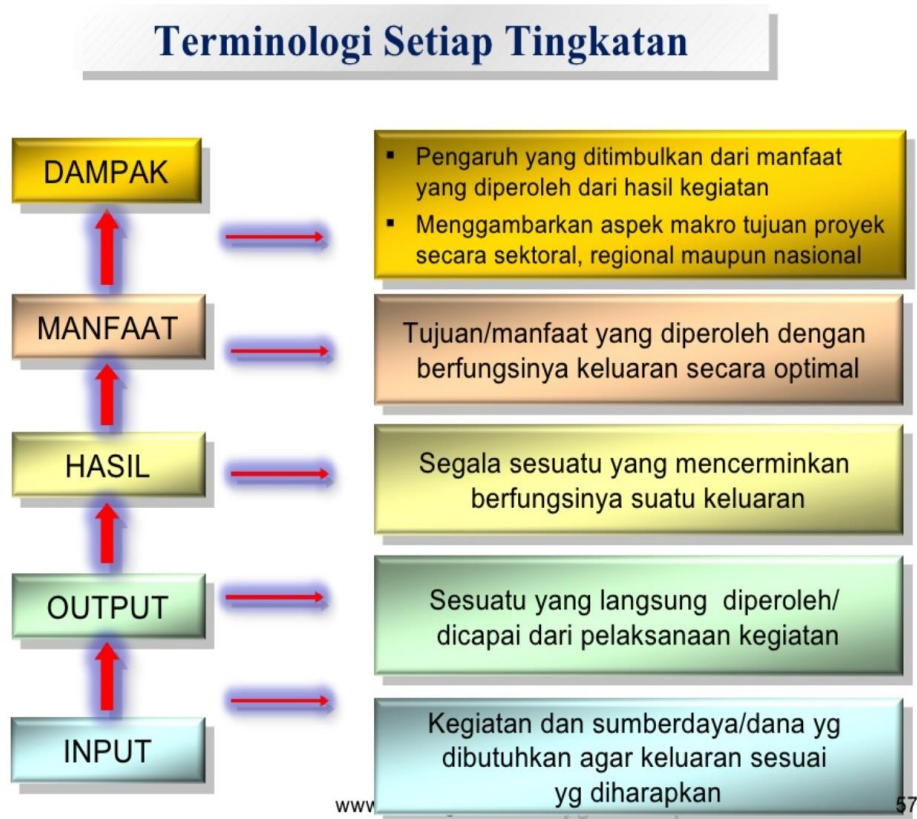 Terminologi Setiap Tingkatan
DAMPAK
▪ Pengaruh yang ditimbulkan dari manfaat
yang diperoleh dari hasil kegiatan
▪ Menggambarkan aspek makro tujuan proyek
secara sektoral, regional maupun nasional
MANFAAT
Tujuan/manfaat yang diperoleh dengan
berfungsinya keluaran secara optimal
HASIL
Segala sesuatu yang mencerminkan
berfungsinya suatu keluaran
OUTPUT
Sesuatu yang langsung diperoleh/
dicapai dari pelaksanaan kegiatan
INPUT
Kegiatan dan sumberdaya/dana yg
dibutuhkan agar keluaran sesuai
yg diharapkan
57